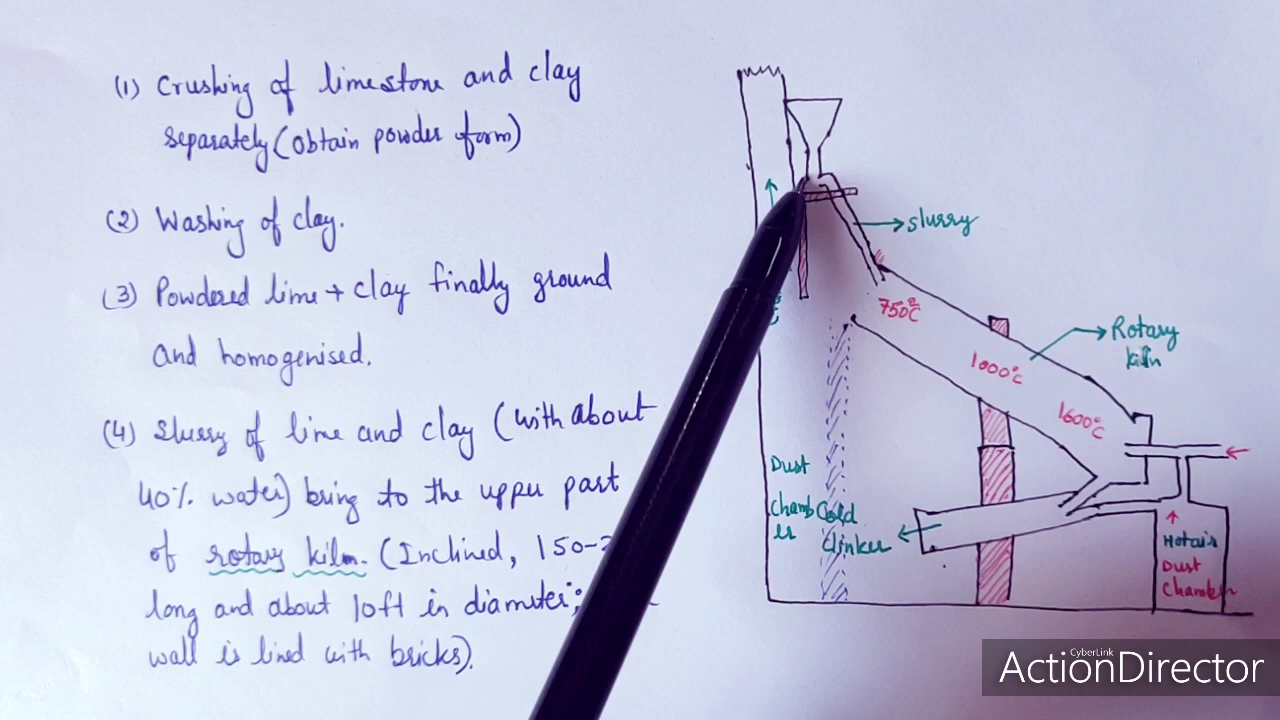 (1) Crushing of limestone and clay
separately (obtain powder form)
(2) Washing of clay.
(3) Powdered lime + clay finally ground
and homogenised.
(4) Slurry of lime and clay (with about
40% water) bring to the upper part
of rotary kiln. (Inclined, 150-
long and about 10ft in diameter;
wall is lined with bricks).
slurry
750°C
Rotary
kiln
1000°C
1600°C
Dust
chamber
Cold
clinker
Hot air
Dust
Chamber
CyberLink
ActionDirector